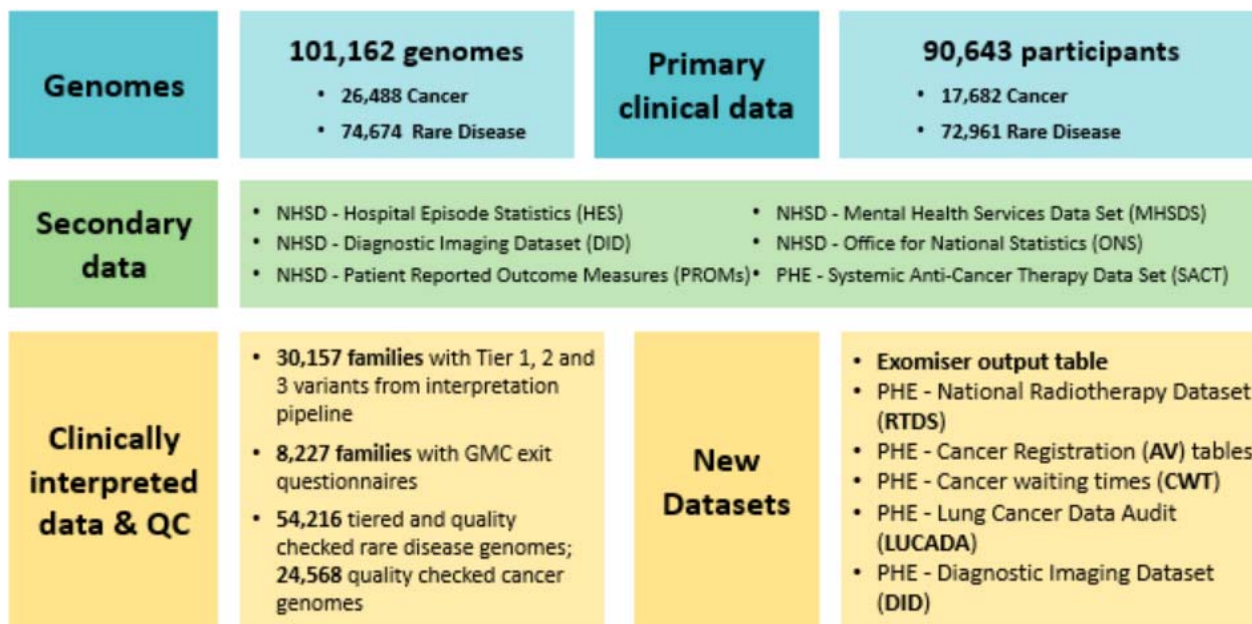 Genomes
101,162 genomes
• 26,488 Cancer
• 74,674 Rare Disease
Primary
clinical data
90,643 participants
• 17,682 Cancer
• 72,961 Rare Disease
Secondary
data
• NHSD - Hospital Episode Statistics (HES)
• NHSD - Diagnostic Imaging Dataset (DID)
• NHSD - Patient Reported Outcome Measures (PROMs)
• NHSD - Mental Health Services Data Set (MHSDS)
• NHSD - Office for National Statistics (ONS)
• PHE - Systemic Anti-Cancer Therapy Data Set (SACT)
Clinically
interpreted
data & QC
• 30,157 families with Tier 1, 2 and
3 variants from interpretation
pipeline
• 8,227 families with GMC exit
questionnaires
• 54,216 tiered and quality
checked rare disease genomes;
24,568 quality checked cancer
genomes
New
Datasets
• Exomiser output table
• PHE - National Radiotherapy Dataset
(RTDS)
• PHE - Cancer Registration (AV) tables
• PHE - Cancer waiting times (CWT)
• PHE - Lung Cancer Data Audit
(LUCADA)
• PHE - Diagnostic Imaging Dataset
(DID)